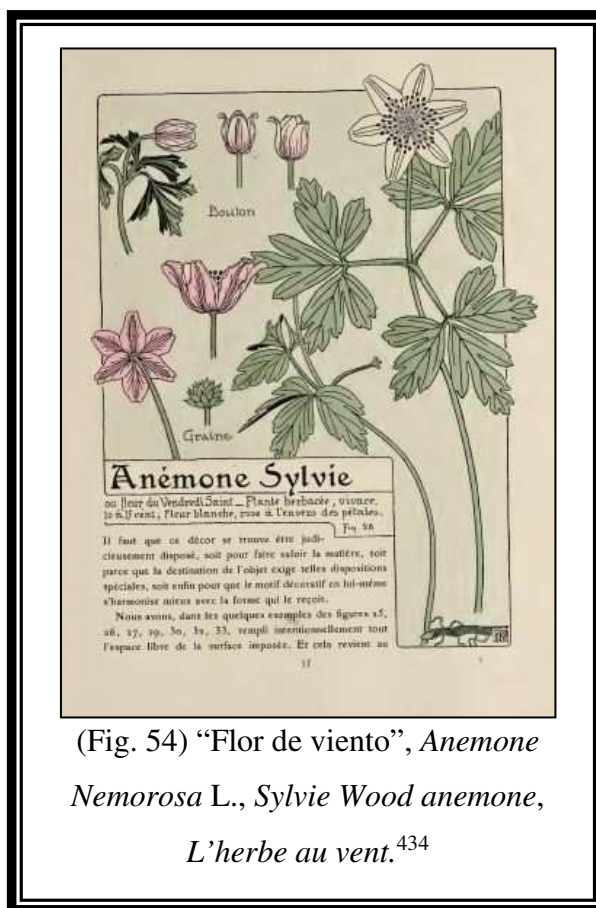 Bouton
Graine
Anémone Sylvie
ou fleur du Vendredi Saint _ Plante herbacée, vivace,
10 à 15 cent, Fleur blanche, rose à l'envers des pétales.
Fig. 28
Il faut que ce décor se trouve être judi-
cieusement disposé, soit pour faire valoir la matière, soit
parce que la destination de l'objet exige telles dispositions
spéciales, soit enfin pour que le motif décoratif en lui-même
s'harmonise mieux avec la forme qui le reçoit.
Nous avons, dans les quelques exemples des figures 25,
26, 27, 29, 30, 32, 33, rempli intentionnellement tout
l'espace libre de la surface imposée. Et cela revient au
(Fig. 54) “Flor de viento”, Anemone
Nemorosa L., Sylvie Wood anemone,
L’herbe au vent.434